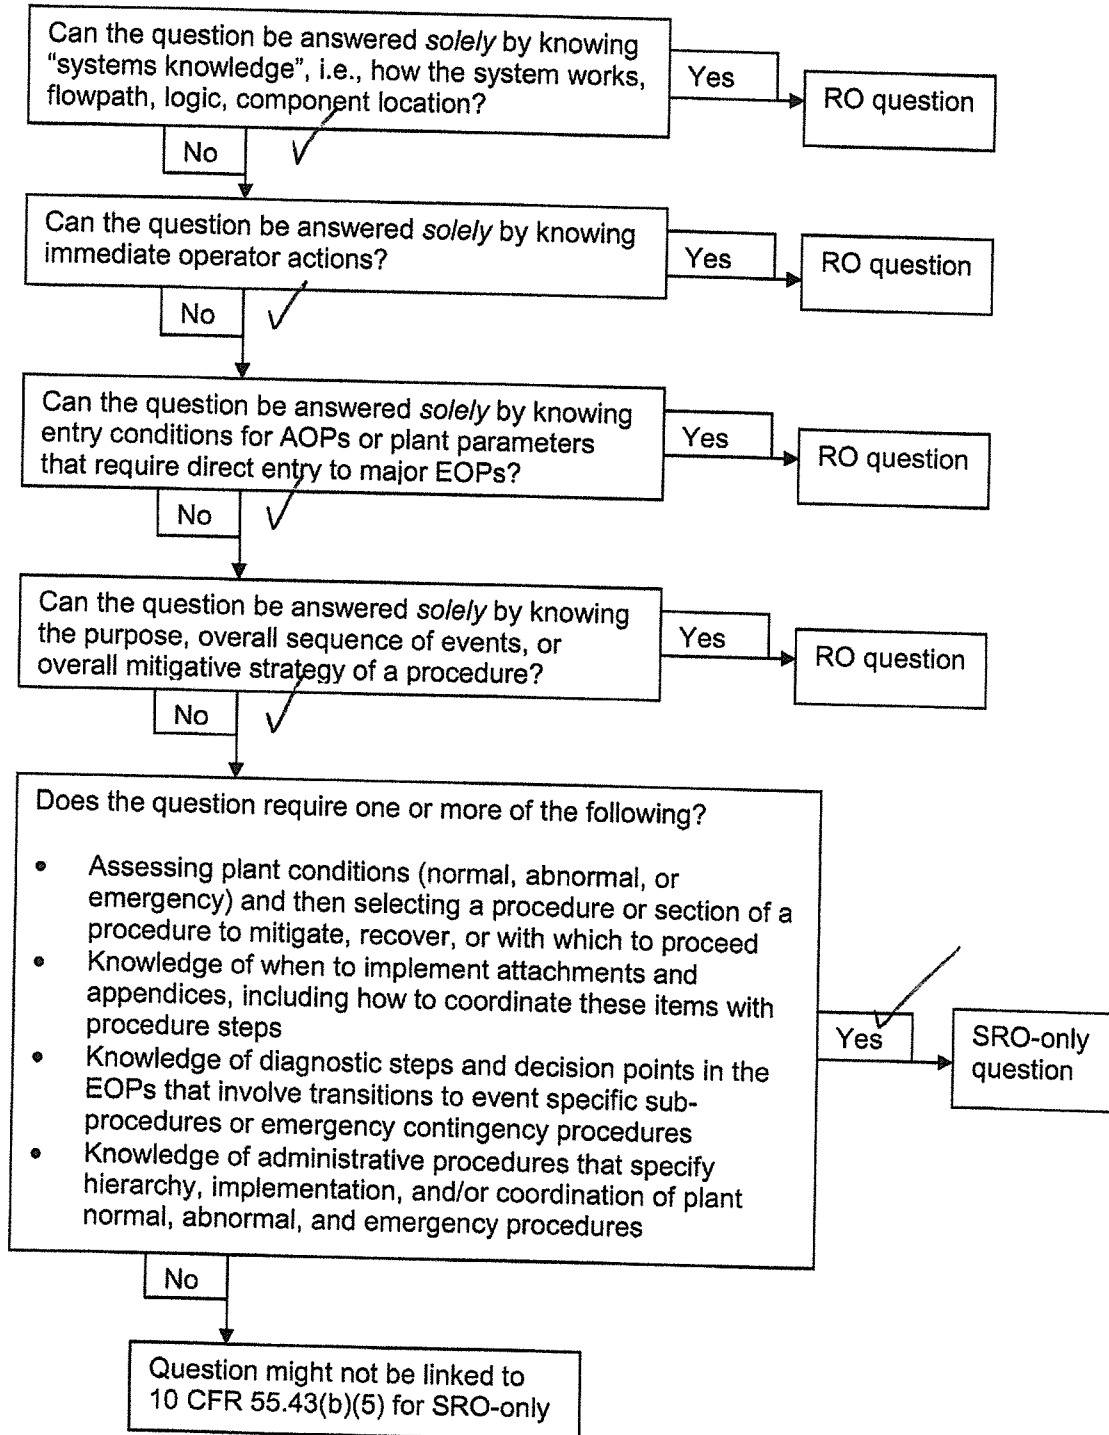 Can the question be answered solely by knowing
“systems knowledge”, i.e., how the system works,
flowpath, logic, component location?
Yes
RO question
No
Can the question be answered solely by knowing
immediate operator actions?
Yes
RO question
No
Can the question be answered solely by knowing
entry conditions for AOPs or plant parameters
that require direct entry to major EOPs?
Yes
RO question
No
Can the question be answered solely by knowing
the purpose, overall sequence of events, or
overall mitigative strategy of a procedure?
Yes
RO question
No
Does the question require one or more of the following?
• Assessing plant conditions (normal, abnormal, or
emergency) and then selecting a procedure or section of a
procedure to mitigate, recover, or with which to proceed
• Knowledge of when to implement attachments and
appendices, including how to coordinate these items with
procedure steps
• Knowledge of diagnostic steps and decision points in the
EOPs that involve transitions to event specific sub-
procedures or emergency contingency procedures
• Knowledge of administrative procedures that specify
hierarchy, implementation, and/or coordination of plant
normal, abnormal, and emergency procedures
Yes
SRO-only
question
No
Question might not be linked to
10 CFR 55.43(b)(5) for SRO-only